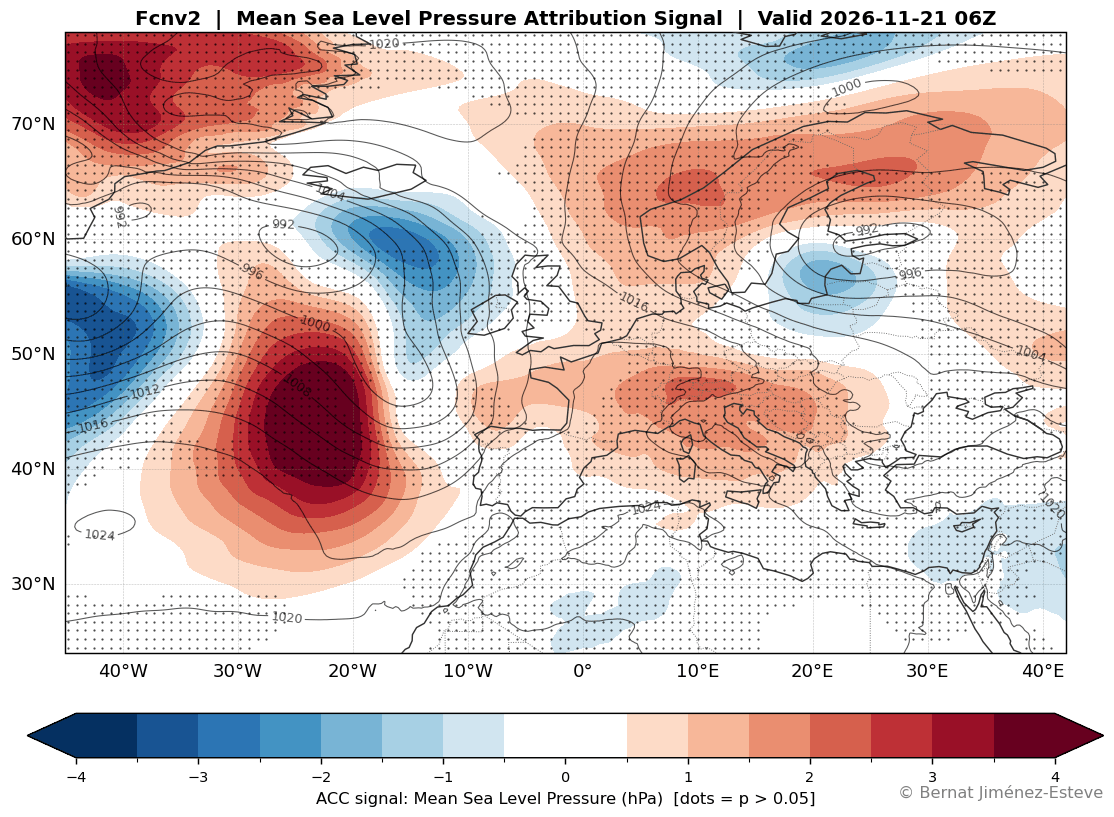 Fcnv2 | Mean Sea Level Pressure Attribution Signal | Valid 2026-11-21 06Z
1020
1000
70°N
1004
992
992
992
60°N
996
996
1016
1000
1004
50°N
1008
1012
1016
40°N
1024
1020
1024
30°N
1020
40°W 30°W 20°W 10°W 0° 10°E 20°E 30°E 40°E
−4 −3 −2 −1 0 1 2 3 4
ACC signal: Mean Sea Level Pressure (hPa) [dots = p > 0.05]
© Bernat Jiménez-Esteve